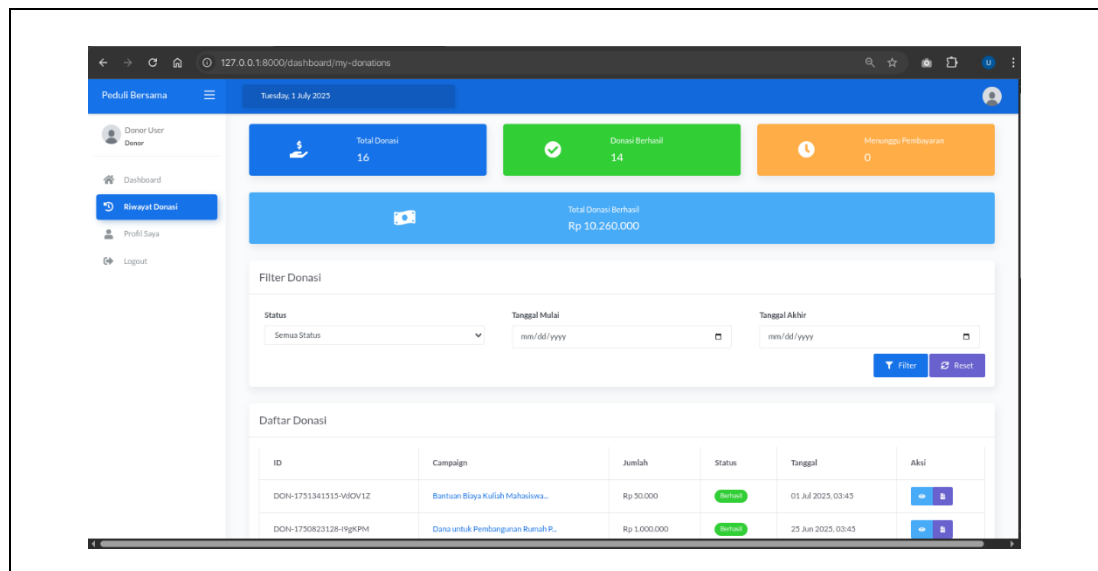 127.0.0.1:8000/dashboard/my-donations
U
Peduli Bersama
Tuesday, 1 July 2025
Donor User
Donor
Dashboard
Riwayat Donasi
Profil Saya
Logout
Total Donasi
16
Donasi Berhasil
14
Menunggu Pembayaran
0
Total Donasi Berhasil
Rp 10.260.000
Filter Donasi
Status
Tanggal Mulai
Tanggal Akhir
Semua Status
mm/dd/yyyy
mm/dd/yyyy
Filter
Reset
Daftar Donasi
ID Campaign Jumlah Status Tanggal Aksi
DON-1751341515-VdOV1Z Bantuan Biaya Kuliah Mahasiswa... Rp 50.000 Berhasil 01 Jul 2025, 03:45
DON-1750823128-I9gKPM Dana untuk Pembangunan Rumah P... Rp 1.000.000 Berhasil 25 Jun 2025, 03:45